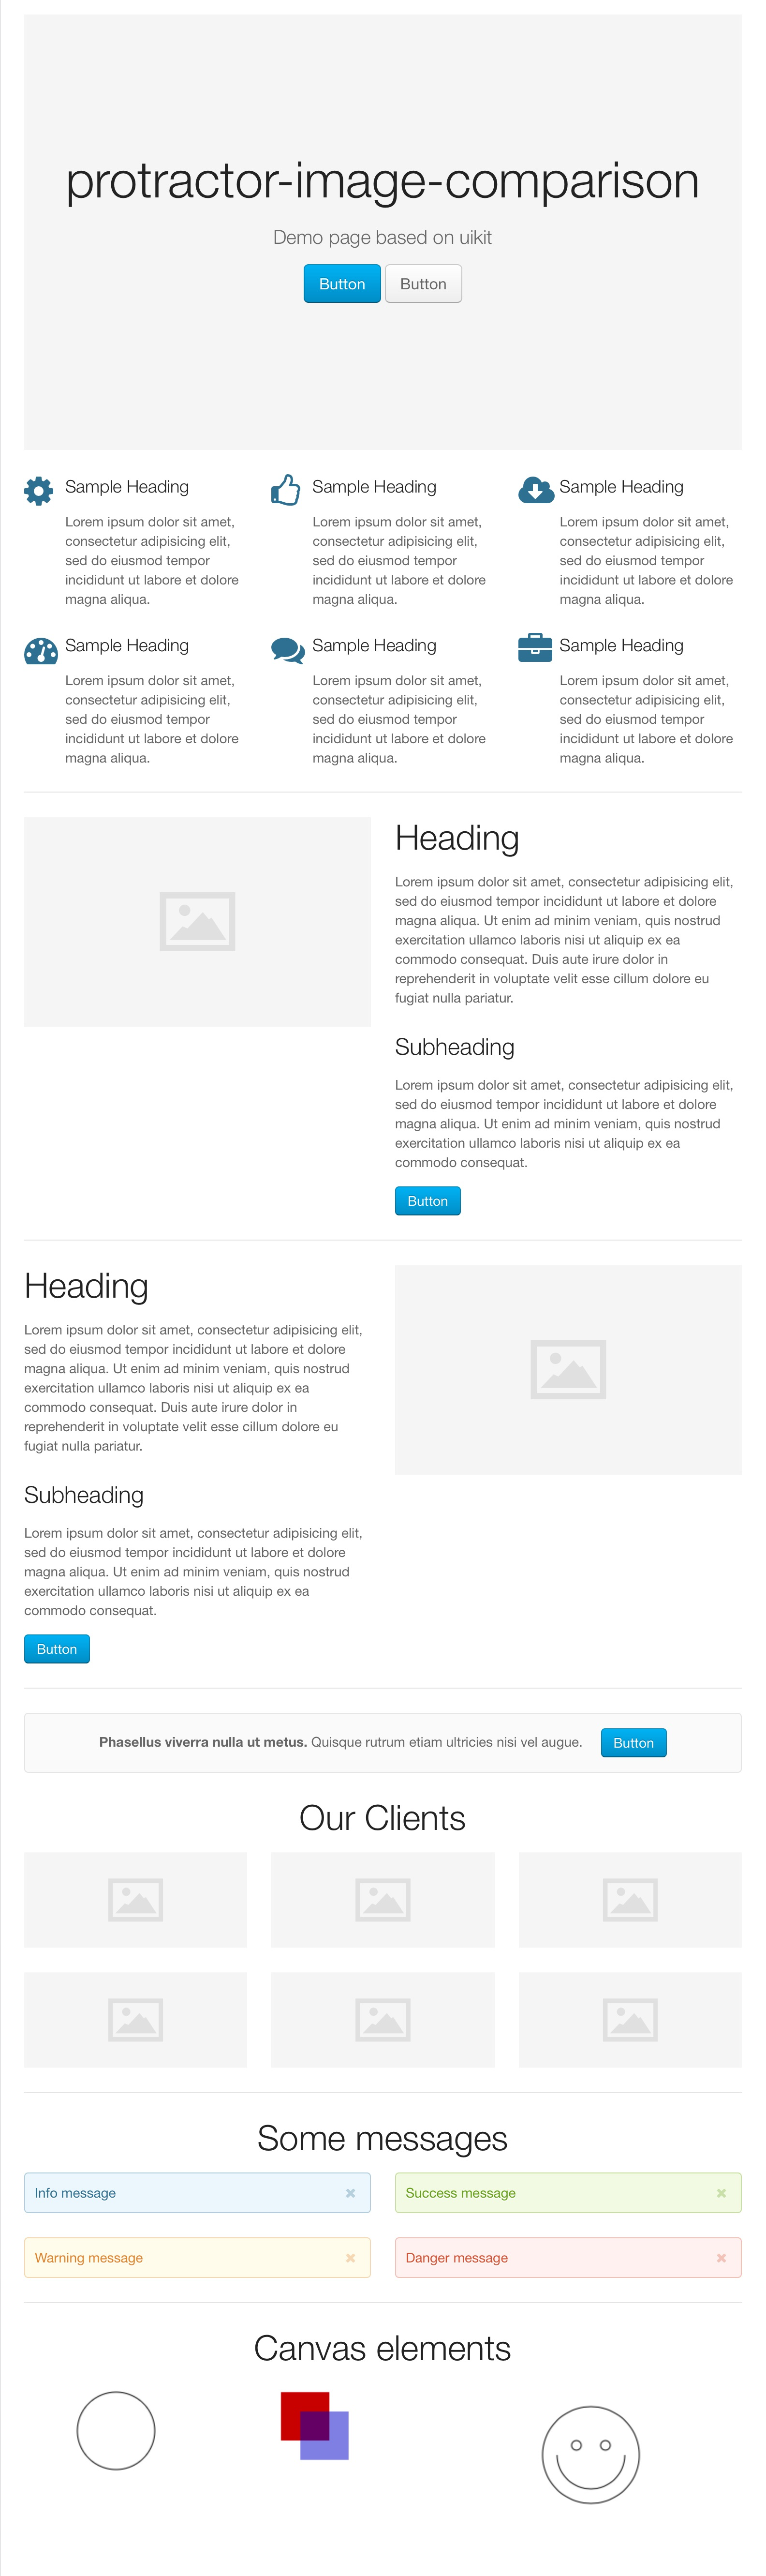 protractor-image-comparison
Demo page based on uikit
Button Button
Sample Heading
Lorem ipsum dolor sit amet,
consectetur adipisicing elit,
sed do eiusmod tempor
incididunt ut labore et dolore
magna aliqua.
Sample Heading
Lorem ipsum dolor sit amet,
consectetur adipisicing elit,
sed do eiusmod tempor
incididunt ut labore et dolore
magna aliqua.
Sample Heading
Lorem ipsum dolor sit amet,
consectetur adipisicing elit,
sed do eiusmod tempor
incididunt ut labore et dolore
magna aliqua.
Sample Heading
Lorem ipsum dolor sit amet,
consectetur adipisicing elit,
sed do eiusmod tempor
incididunt ut labore et dolore
magna aliqua.
Sample Heading
Lorem ipsum dolor sit amet,
consectetur adipisicing elit,
sed do eiusmod tempor
incididunt ut labore et dolore
magna aliqua.
Sample Heading
Lorem ipsum dolor sit amet,
consectetur adipisicing elit,
sed do eiusmod tempor
incididunt ut labore et dolore
magna aliqua.
Heading
Lorem ipsum dolor sit amet, consectetur adipisicing elit,
sed do eiusmod tempor incididunt ut labore et dolore
magna aliqua. Ut enim ad minim veniam, quis nostrud
exercitation ullamco laboris nisi ut aliquip ex ea
commodo consequat. Duis aute irure dolor in
reprehenderit in voluptate velit esse cillum dolore eu
fugiat nulla pariatur.
Subheading
Lorem ipsum dolor sit amet, consectetur adipisicing elit,
sed do eiusmod tempor incididunt ut labore et dolore
magna aliqua. Ut enim ad minim veniam, quis nostrud
exercitation ullamco laboris nisi ut aliquip ex ea
commodo consequat.
Button
Heading
Lorem ipsum dolor sit amet, consectetur adipisicing elit,
sed do eiusmod tempor incididunt ut labore et dolore
magna aliqua. Ut enim ad minim veniam, quis nostrud
exercitation ullamco laboris nisi ut aliquip ex ea
commodo consequat. Duis aute irure dolor in
reprehenderit in voluptate velit esse cillum dolore eu
fugiat nulla pariatur.
Subheading
Lorem ipsum dolor sit amet, consectetur adipisicing elit,
sed do eiusmod tempor incididunt ut labore et dolore
magna aliqua. Ut enim ad minim veniam, quis nostrud
exercitation ullamco laboris nisi ut aliquip ex ea
commodo consequat.
Button
Phasellus viverra nulla ut metus. Quisque rutrum etiam ultricies nisi vel augue. Button
Our Clients
Some messages
Info message
Success message
Warning message
Danger message
Canvas elements